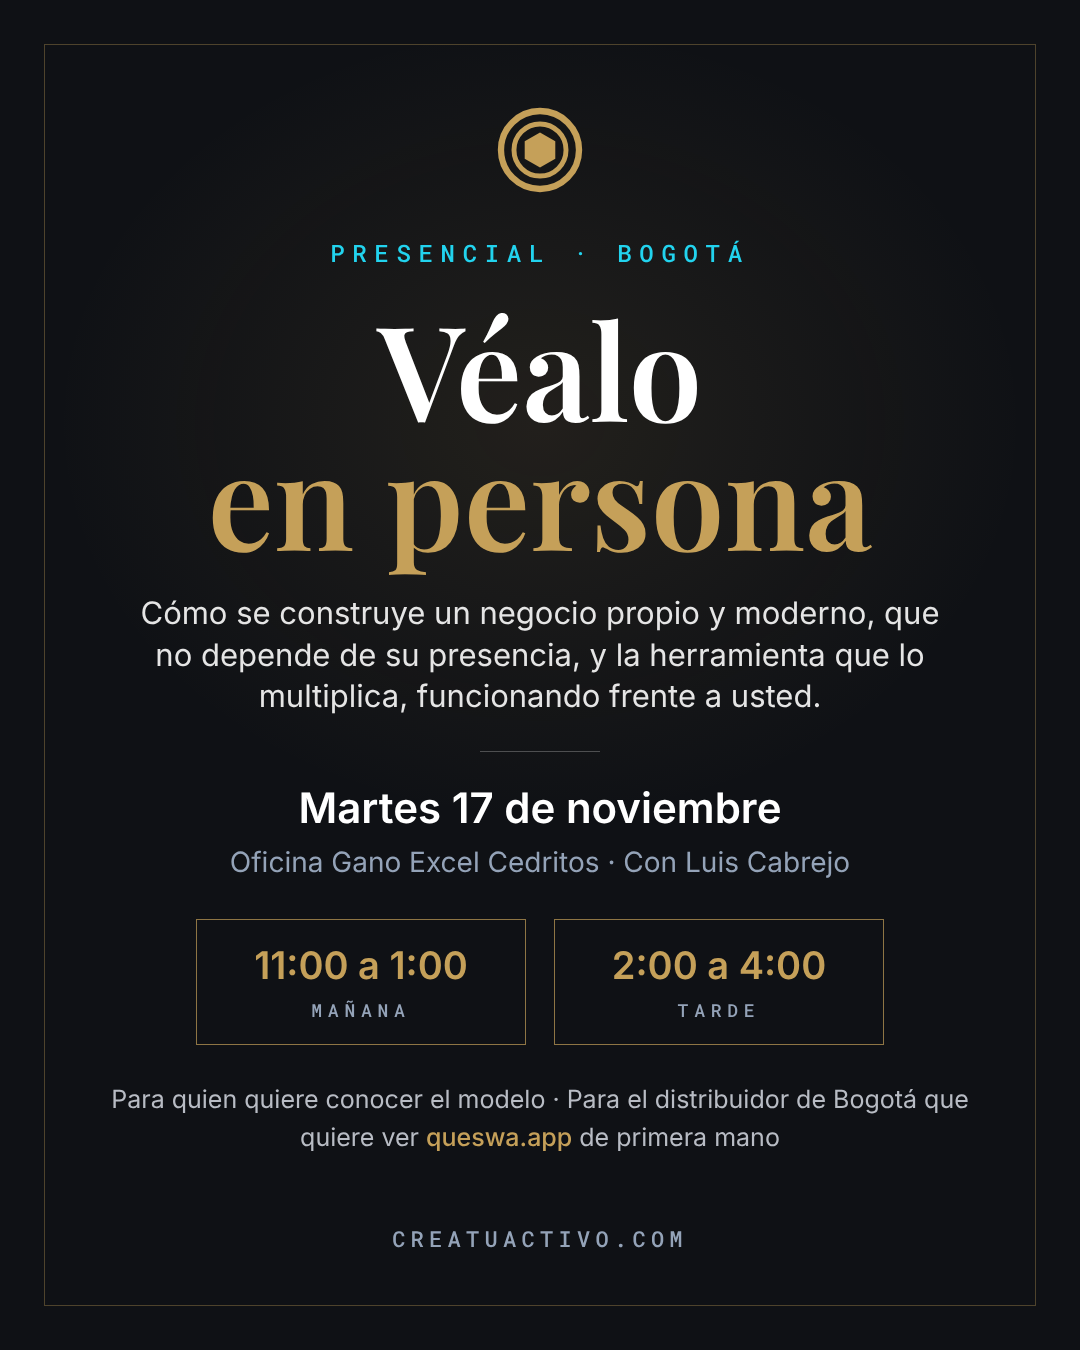 PRESENCIAL · BOGOTÁ
Véalo
en persona
Cómo se construye un negocio propio y moderno, que
no depende de su presencia, y la herramienta que lo
multiplica, funcionando frente a usted.
Martes 17 de noviembre
Oficina Gano Excel Cedritos · Con Luis Cabrejo
11:00 a 1:00
MAÑANA
2:00 a 4:00
TARDE
Para quien quiere conocer el modelo · Para el distribuidor de Bogotá que
quiere ver queswa.app de primera mano
CREATUACTIVO.COM